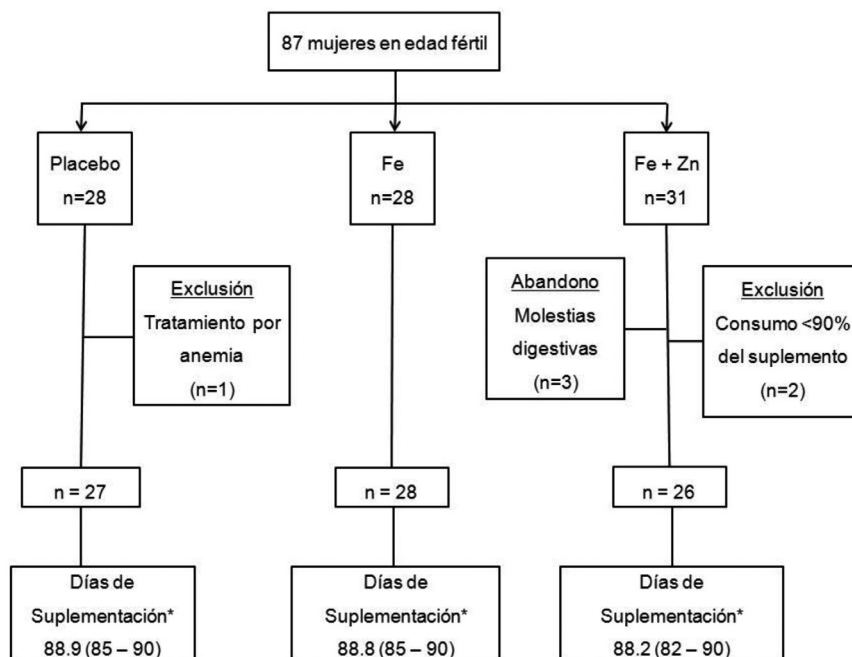 87 mujeres en edad fértil
Placebo
n=28
Fe
n=28
Fe + Zn
n=31
Exclusión
Tratamiento por
anemia
(n=1)
Abandono
Molestias
digestivas
(n=3)
Exclusión
Consumo <90%
del suplemento
(n=2)
n = 27
n = 28
n = 26
Días de
Suplementación*
88.9 (85 – 90)
Días de
Suplementación*
88.8 (85 – 90)
Días de
Suplementación*
88.2 (82 – 90)